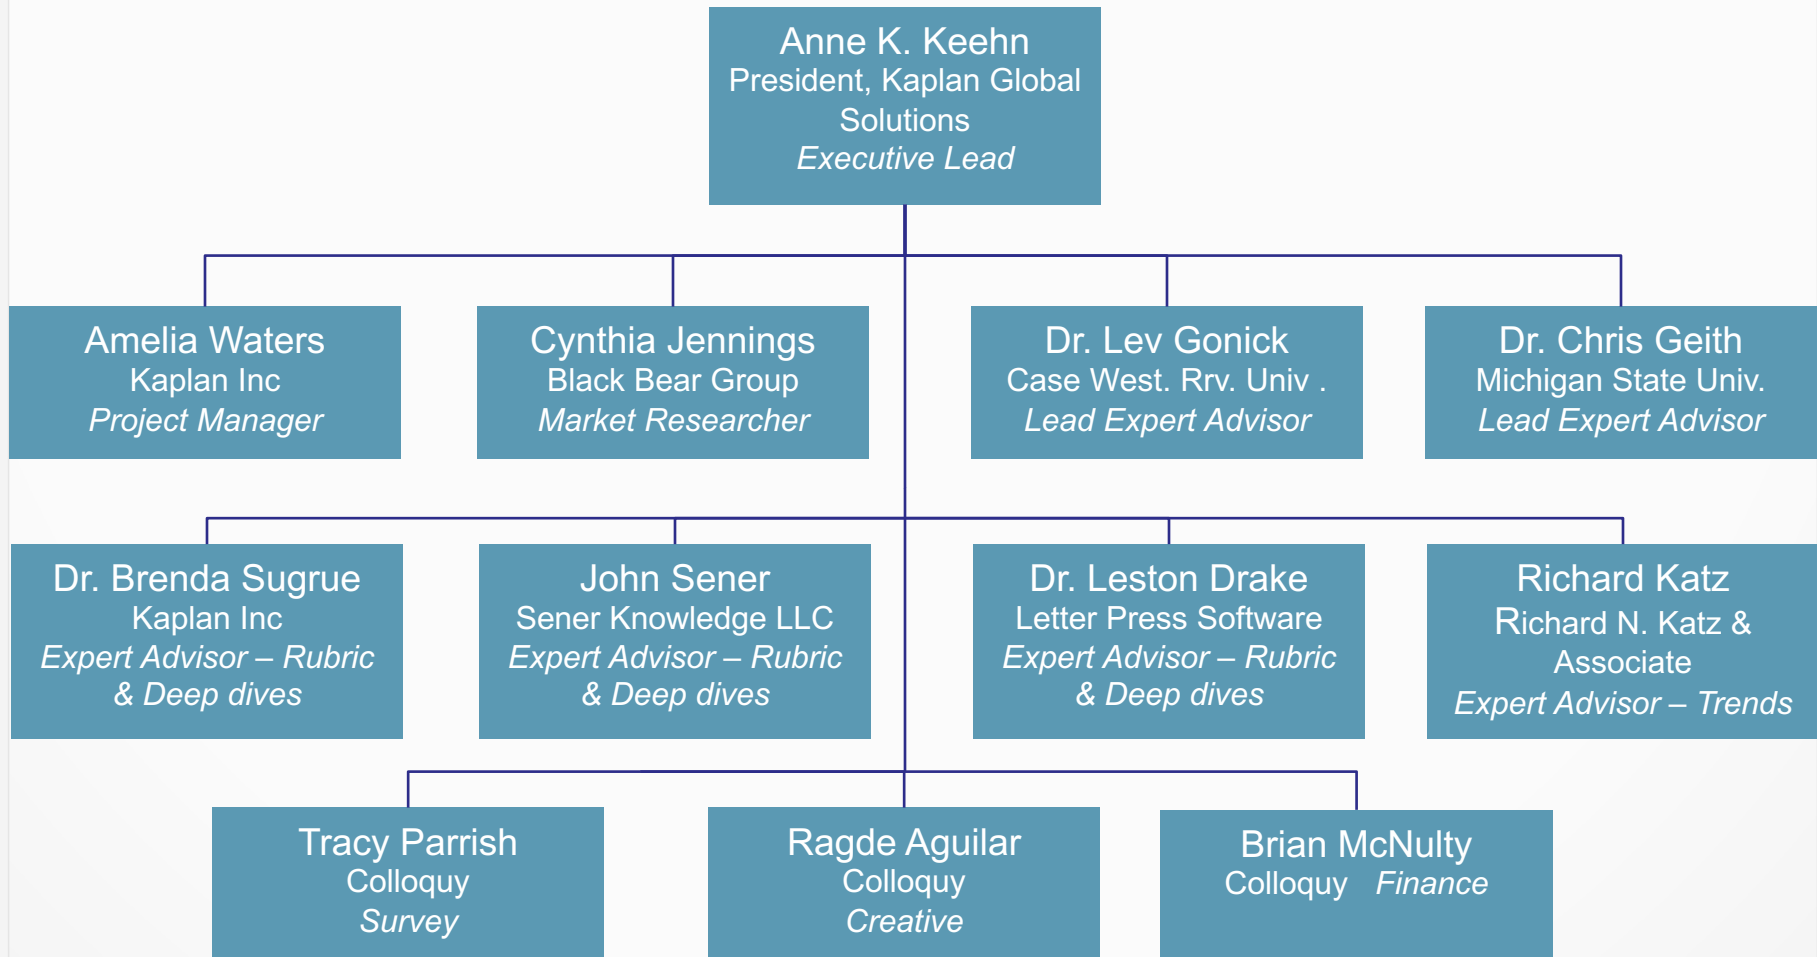 Anne K. Keehn
President, Kaplan Global
Solutions
Executive Lead
Amelia Waters
Kaplan Inc
Project Manager
Cynthia Jennings
Black Bear Group
Market Researcher
Dr. Lev Gonick
Case West. Rrv. Univ .
Lead Expert Advisor
Dr. Chris Geith
Michigan State Univ.
Lead Expert Advisor
Dr. Brenda Sugrue
Kaplan Inc
Expert Advisor – Rubric
& Deep dives
John Sener
Sener Knowledge LLC
Expert Advisor – Rubric
& Deep dives
Dr. Leston Drake
Letter Press Software
Expert Advisor – Rubric
& Deep dives
Richard Katz
Richard N. Katz &
Associate
Expert Advisor – Trends
Tracy Parrish
Colloquy
Survey
Ragde Aguilar
Colloquy
Creative
Brian McNulty
Colloquy Finance